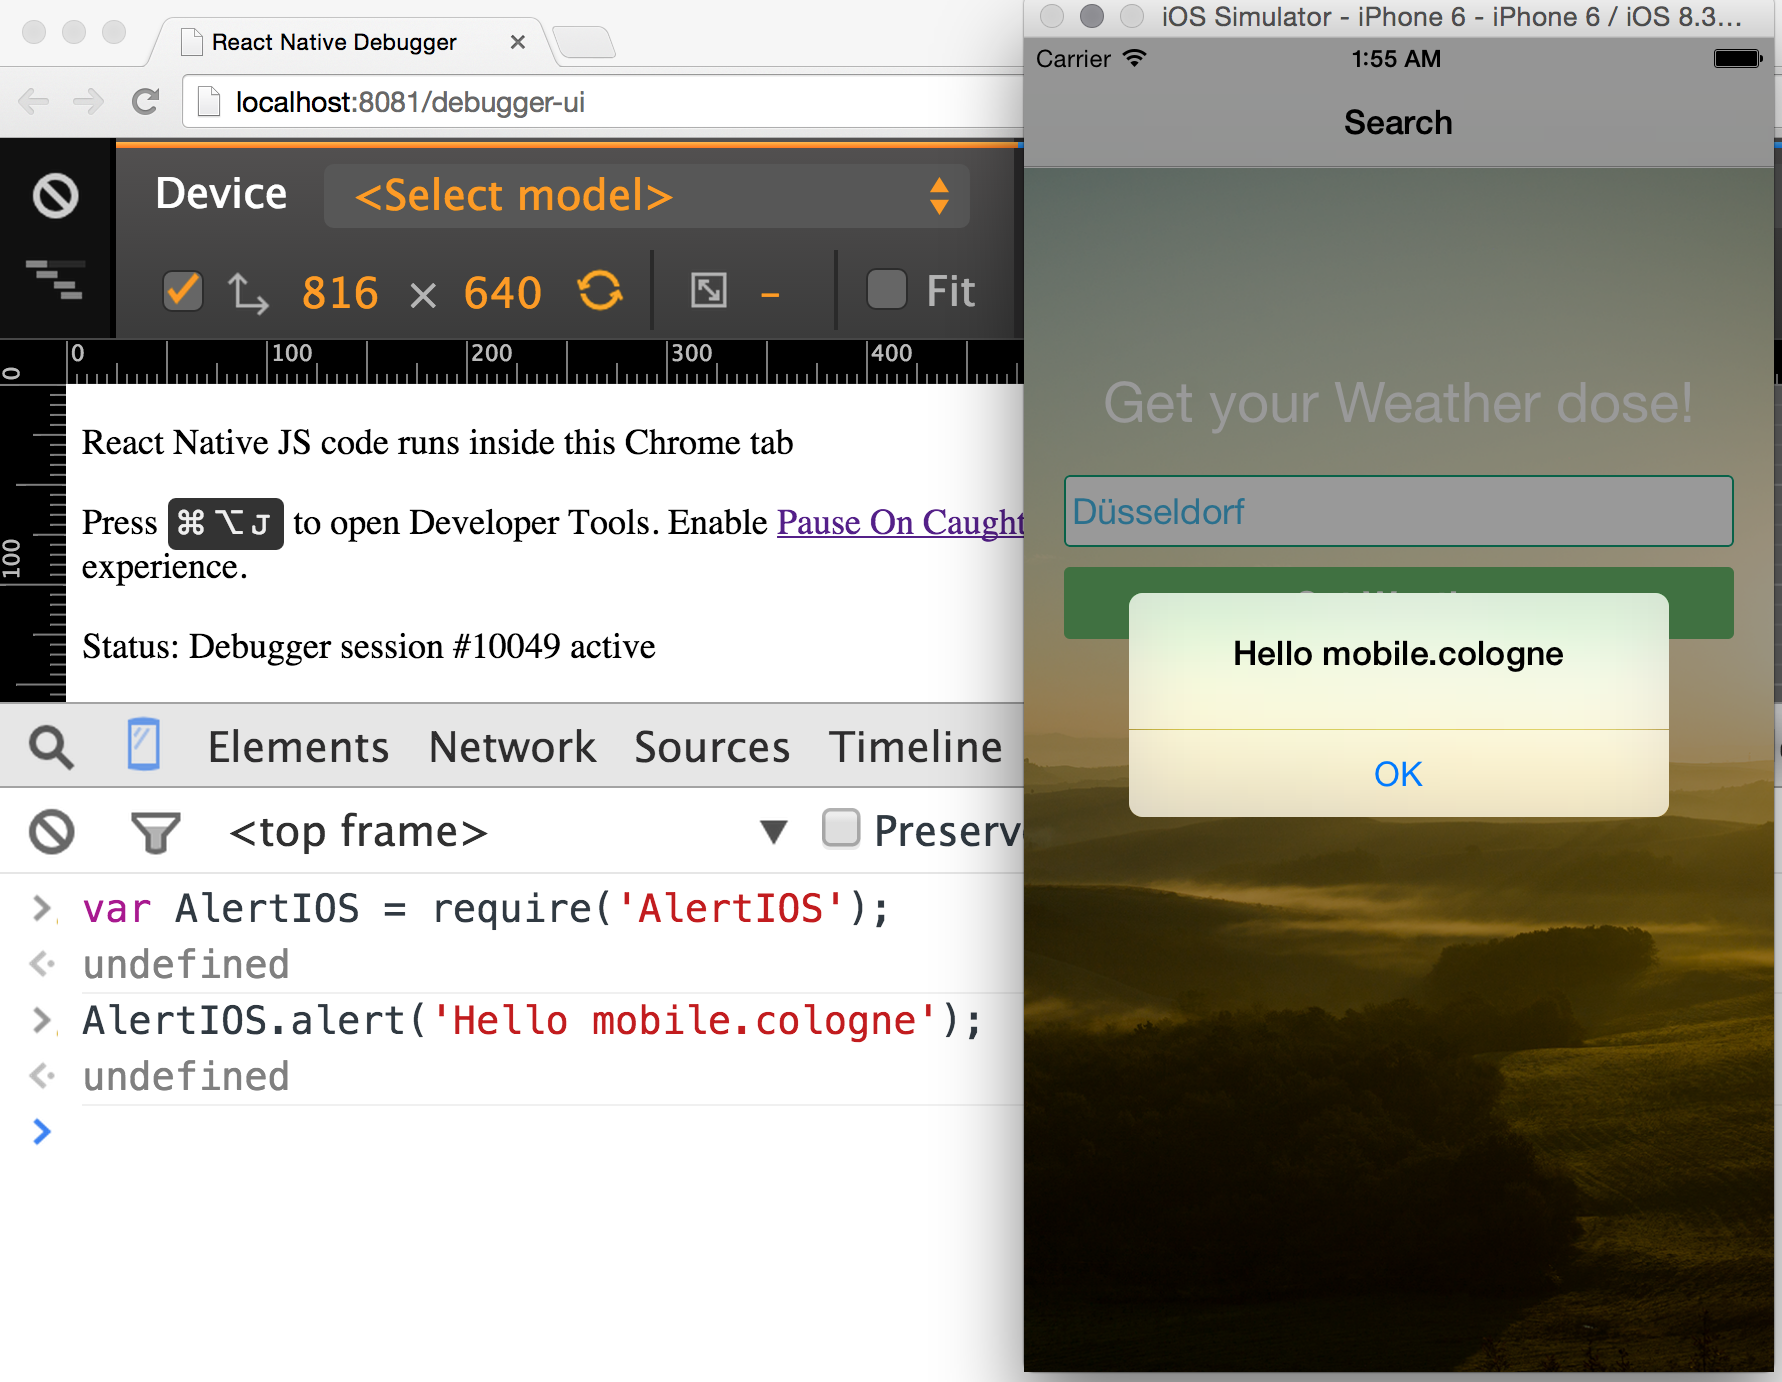 React Native Debugger
localhost:8081/debugger-ui
Device <Select model>
816 × 640 – Fit
0 100 200 300 400
0
100
React Native JS code runs inside this Chrome tab
Press ⌘ ⌥ J to open Developer Tools. Enable Pause On Caught
experience.
Status: Debugger session #10049 active
Elements Network Sources Timeline
<top frame> ▼
> var AlertIOS = require('AlertIOS');
undefined
> AlertIOS.alert('Hello mobile.cologne');
undefined
>
iOS Simulator - iPhone 6 - iPhone 6 / iOS 8.3...
Carrier 1:55 AM
Search
Get your Weather dose!
Düsseldorf
Hello mobile.cologne
OK